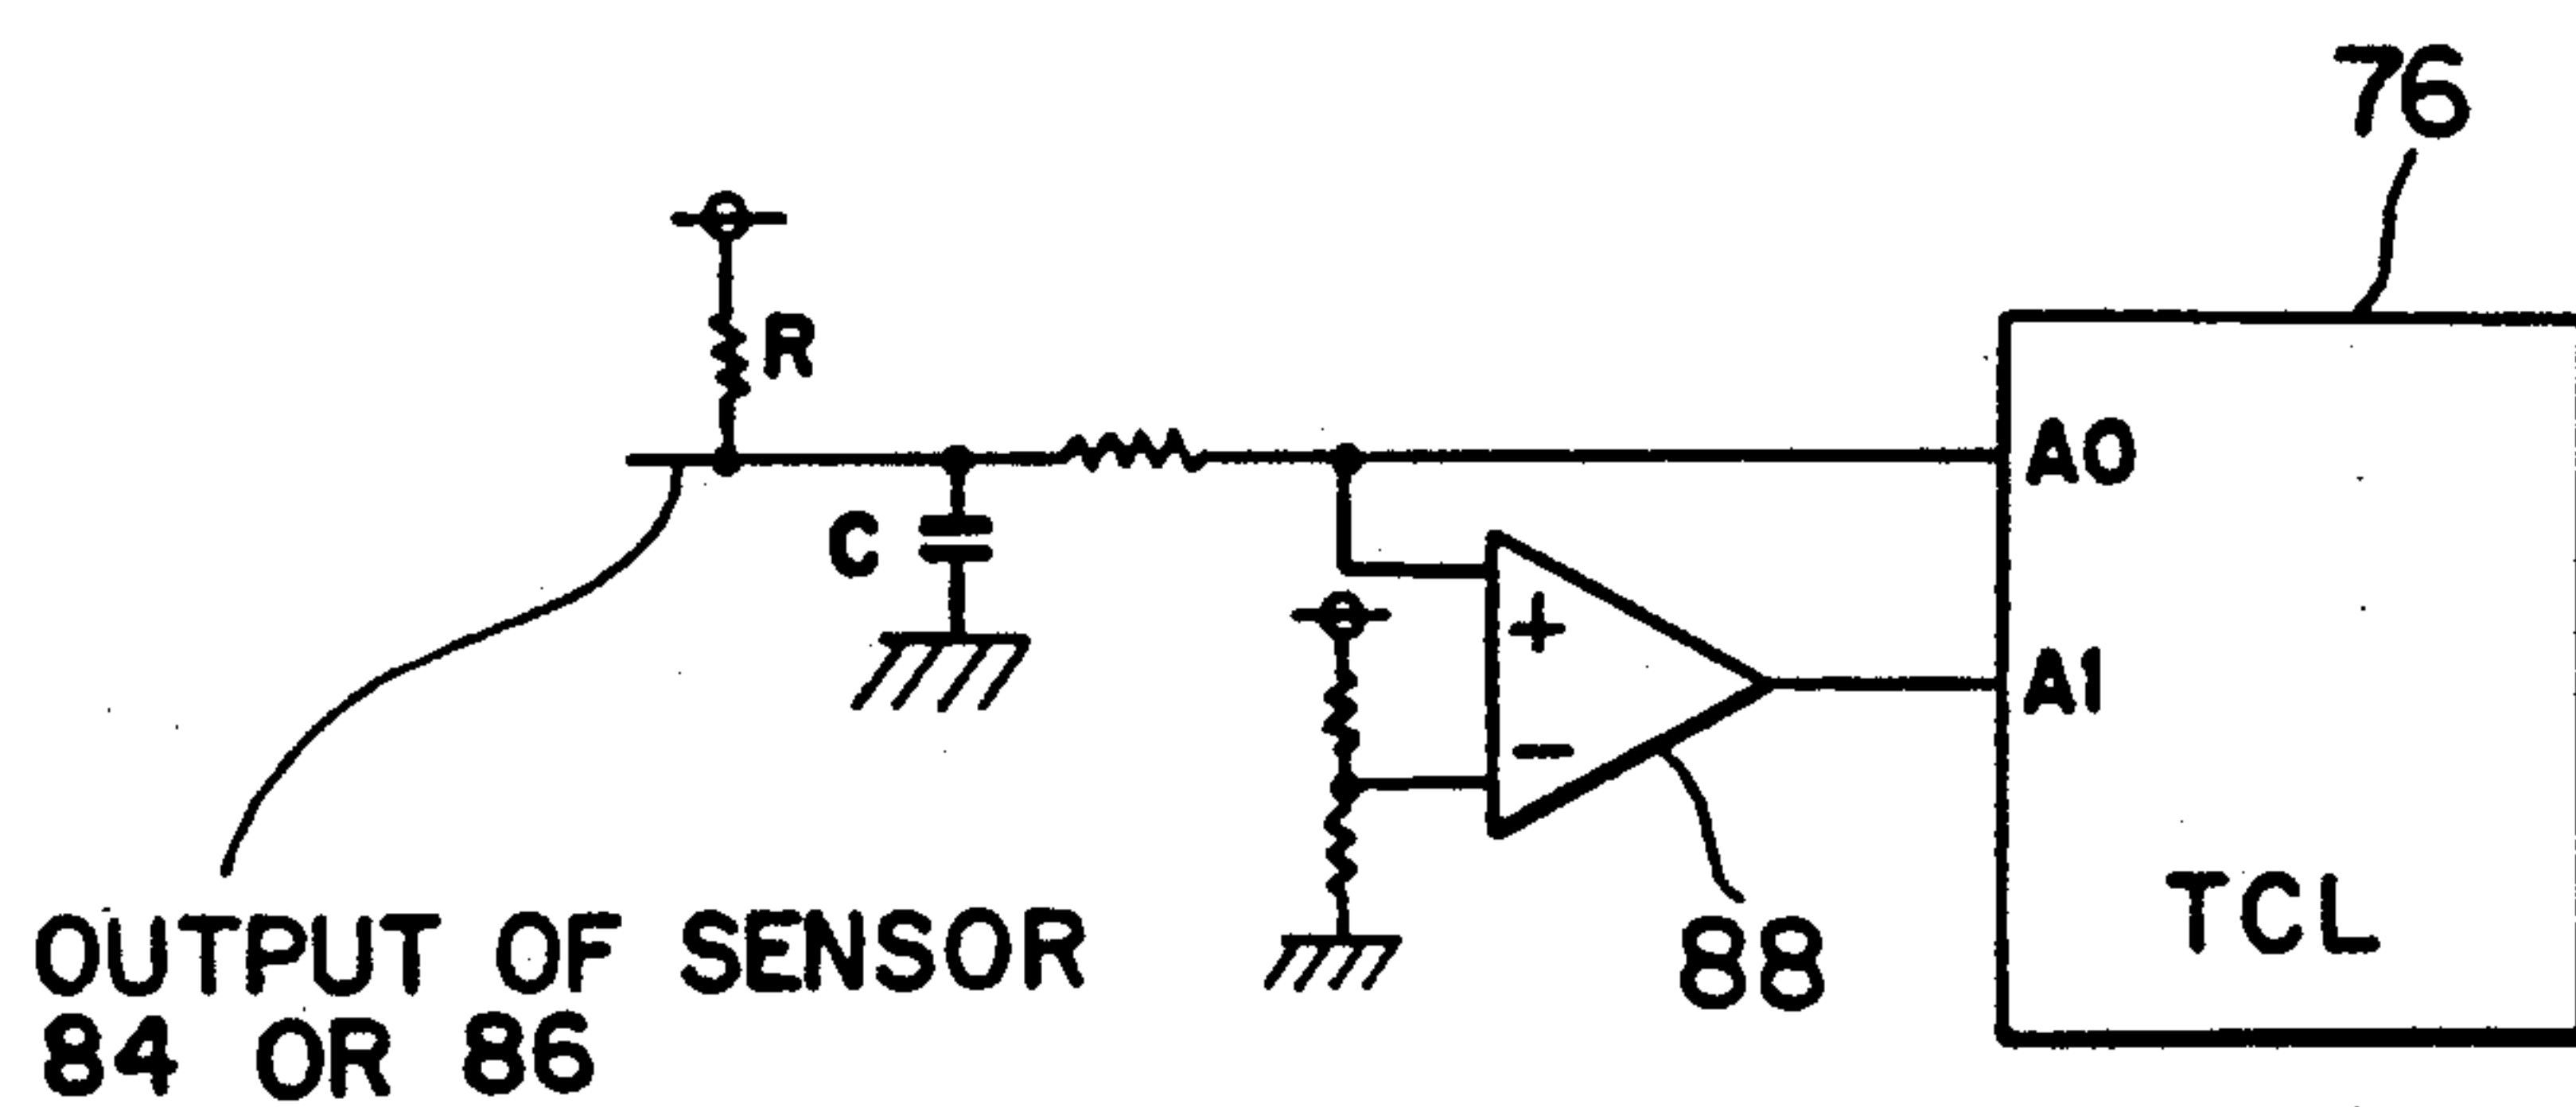 76
R
A0
C
+
A1
−
TCL
OUTPUT OF SENSOR
88
84 OR 86